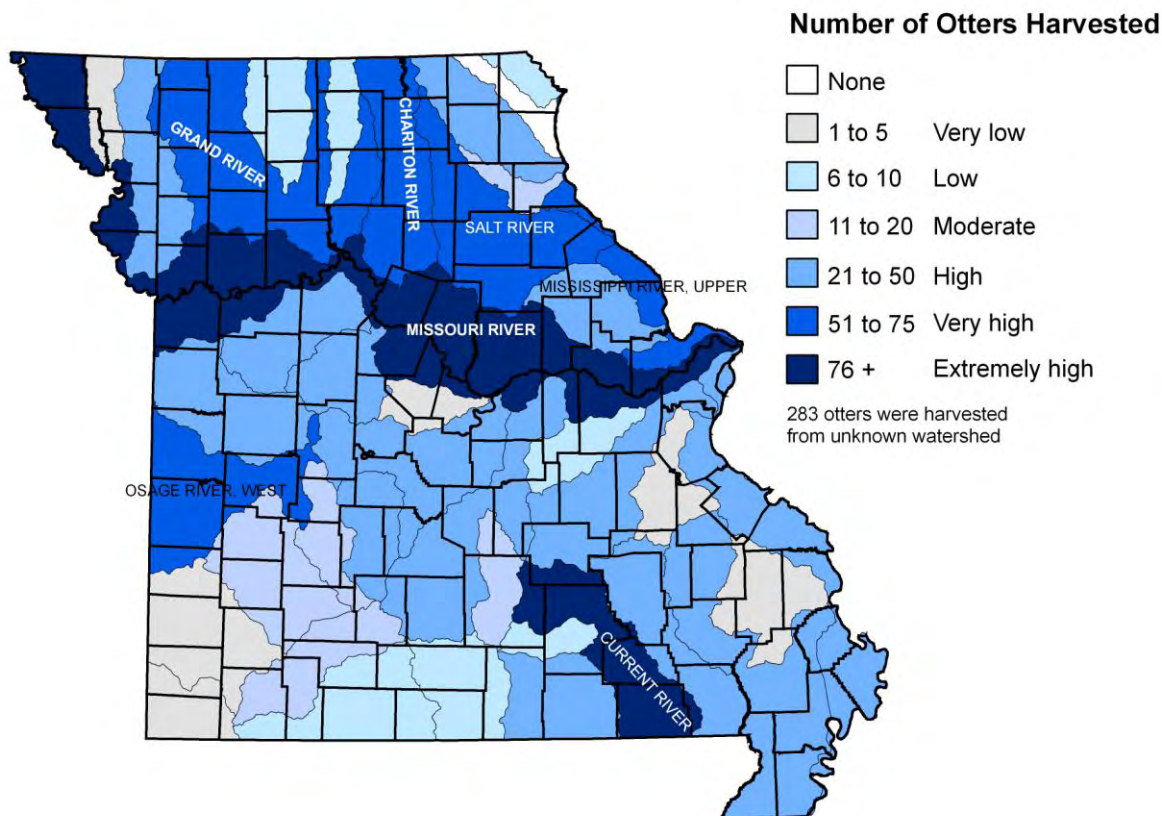 Number of Otters Harvested
None
1 to 5 Very low
6 to 10 Low
11 to 20 Moderate
21 to 50 High
51 to 75 Very high
76 + Extremely high
283 otters were harvested
from unknown watershed
GRAND RIVER
CHARITON RIVER
SALT RIVER
MISSISSIPPI RIVER, UPPER
MISSOURI RIVER
OSAGE RIVER, WEST
CURRENT RIVER